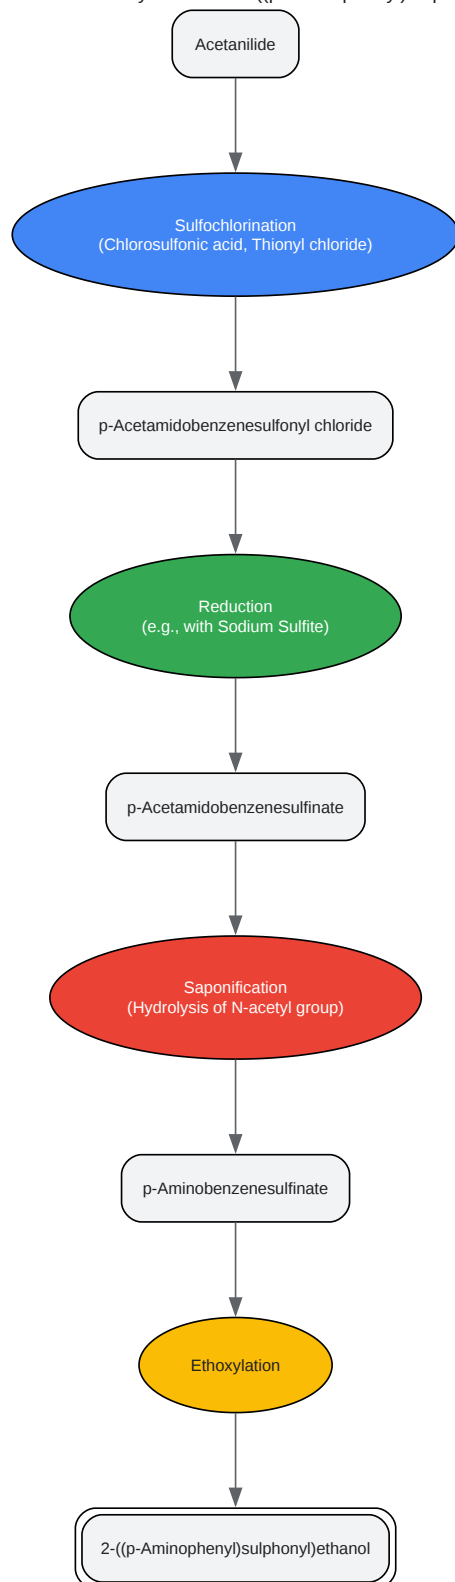 Acetanilide
Sulfochlorination
(Chlorosulfonic acid, Thionyl chloride)
p-Acetamidobenzenesulfonyl chloride
Reduction
(e.g., with Sodium Sulfite)
p-Acetamidobenzenesulfinate
Saponification
(Hydrolysis of N-acetyl group)
p-Aminobenzenesulfinate
Ethoxylation
2-((p-Aminophenyl)sulphonyl)ethanol